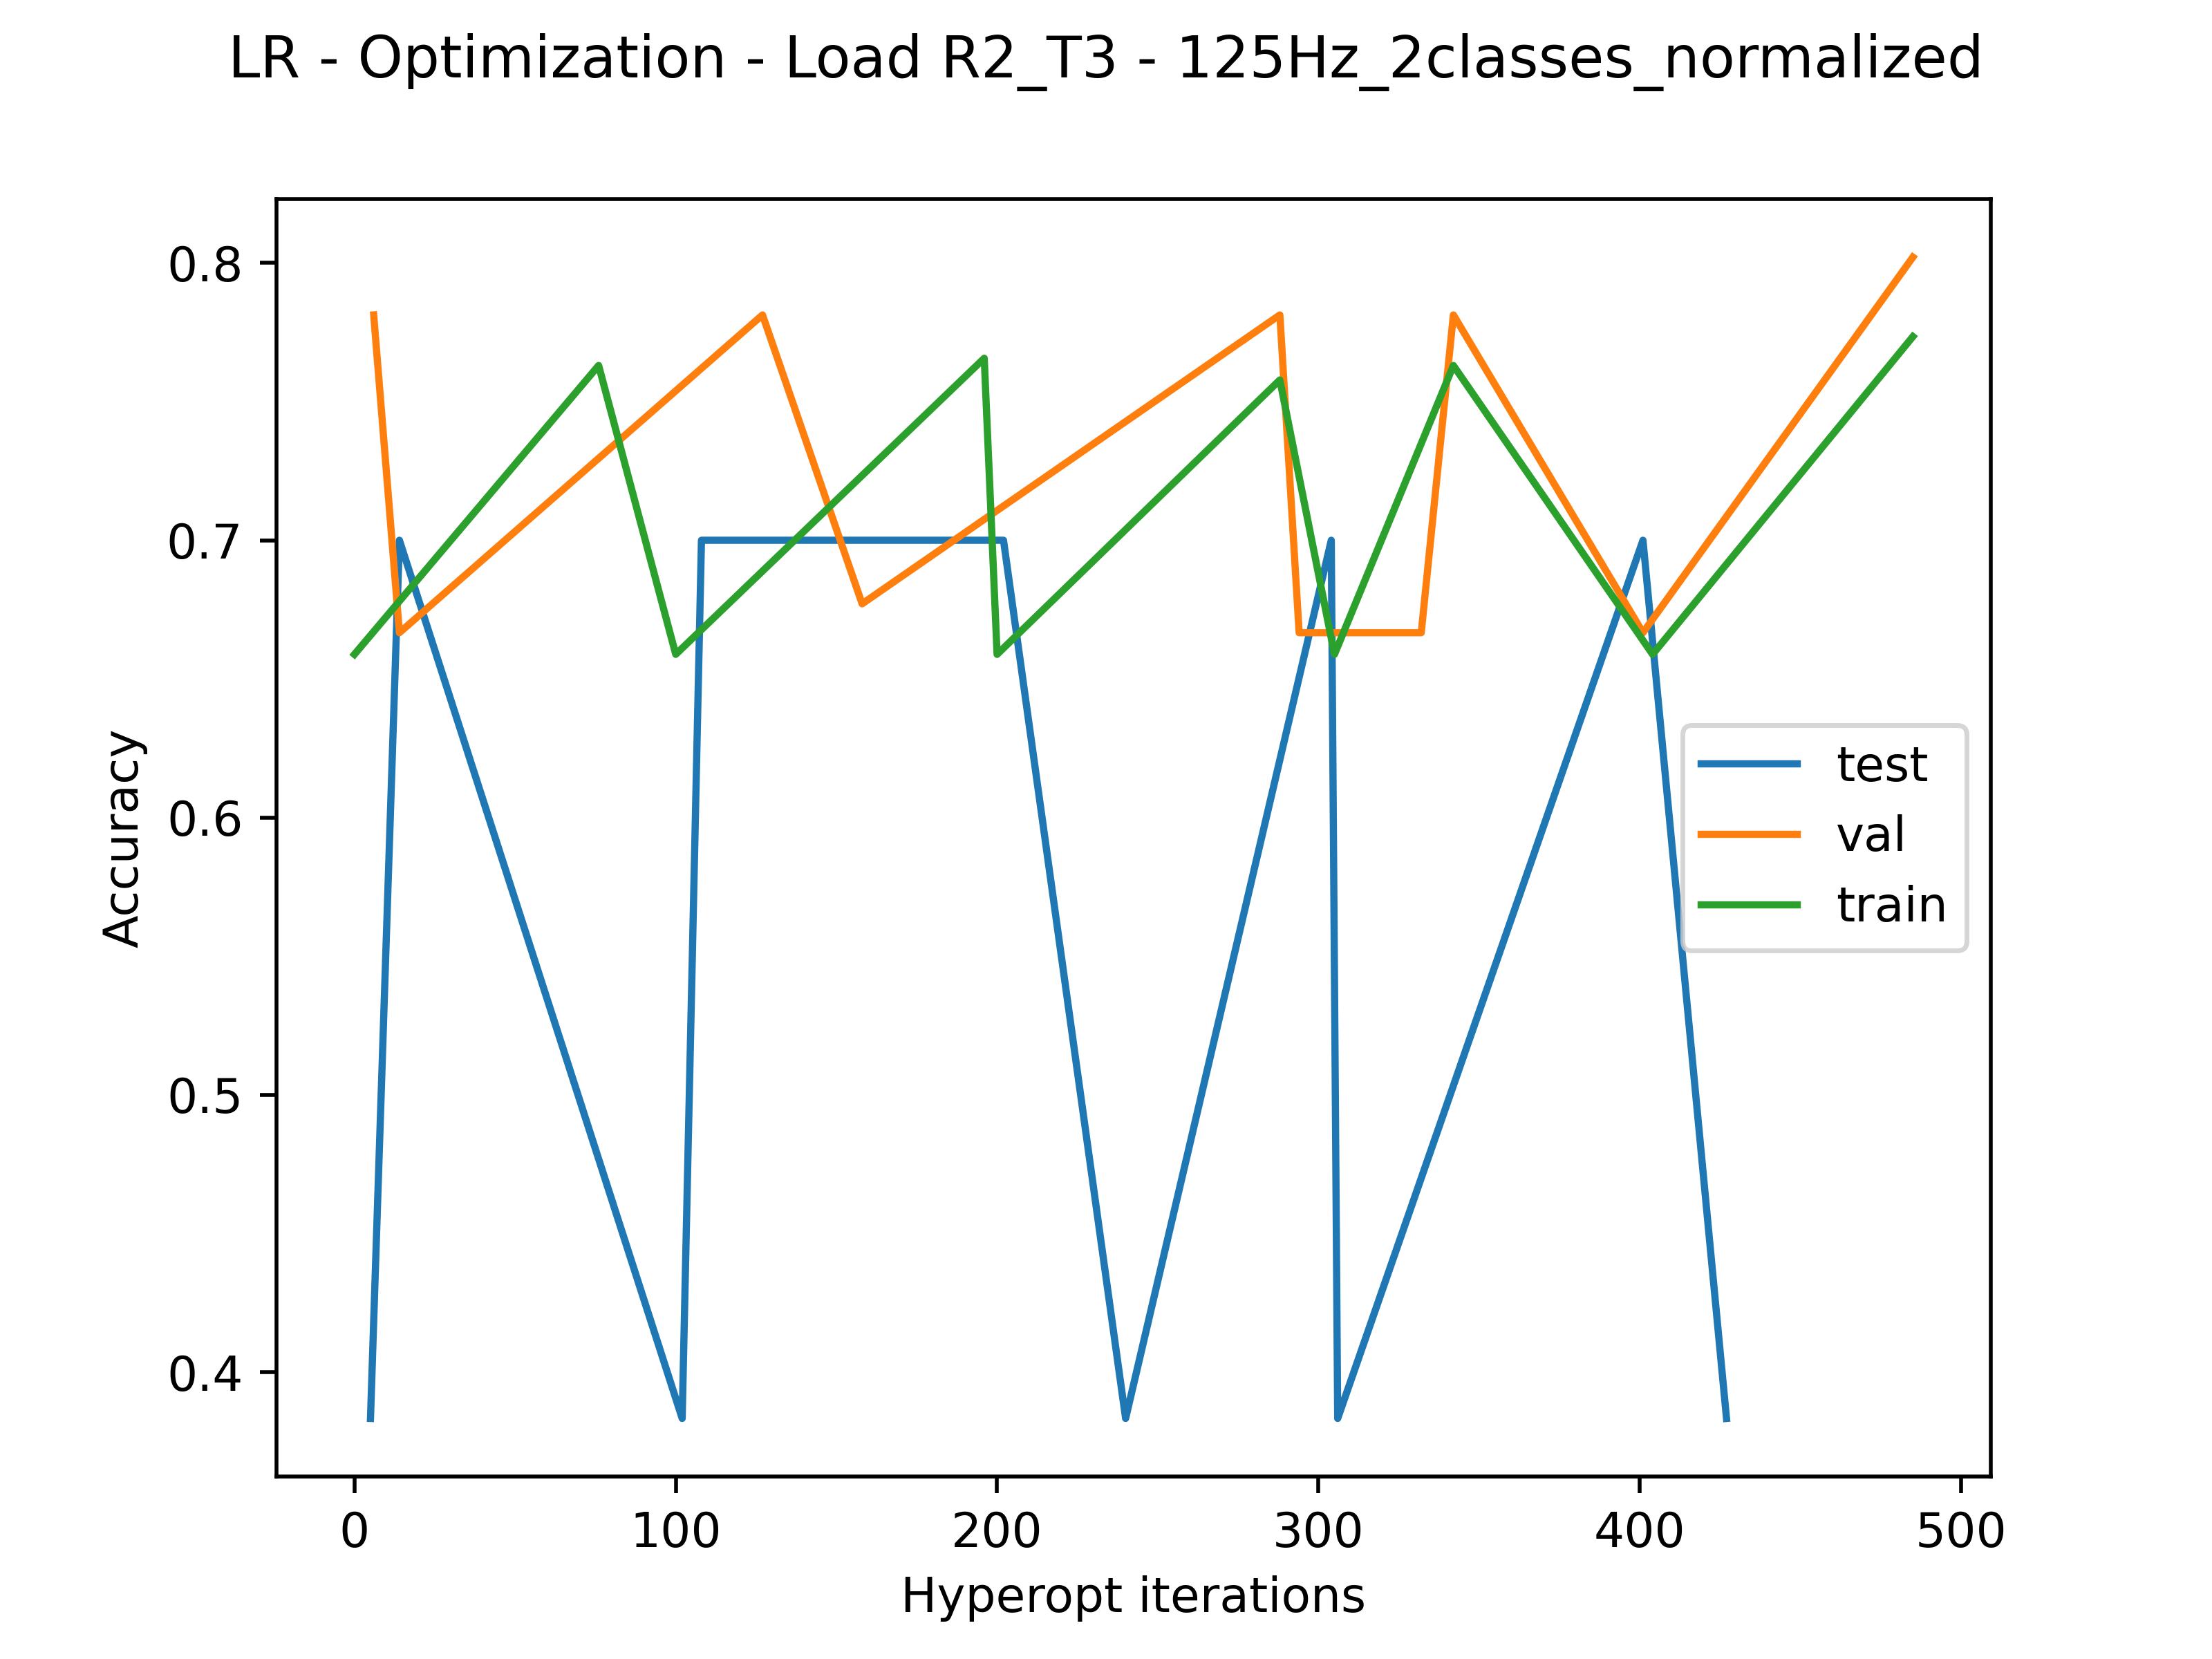 LR - Optimization - Load R2_T3 - 125Hz_2classes_normalized
0.8
0.7
0.6
0.5
0.4
Accuracy
test
val
train
0 100 200 300 400 500
Hyperopt iterations